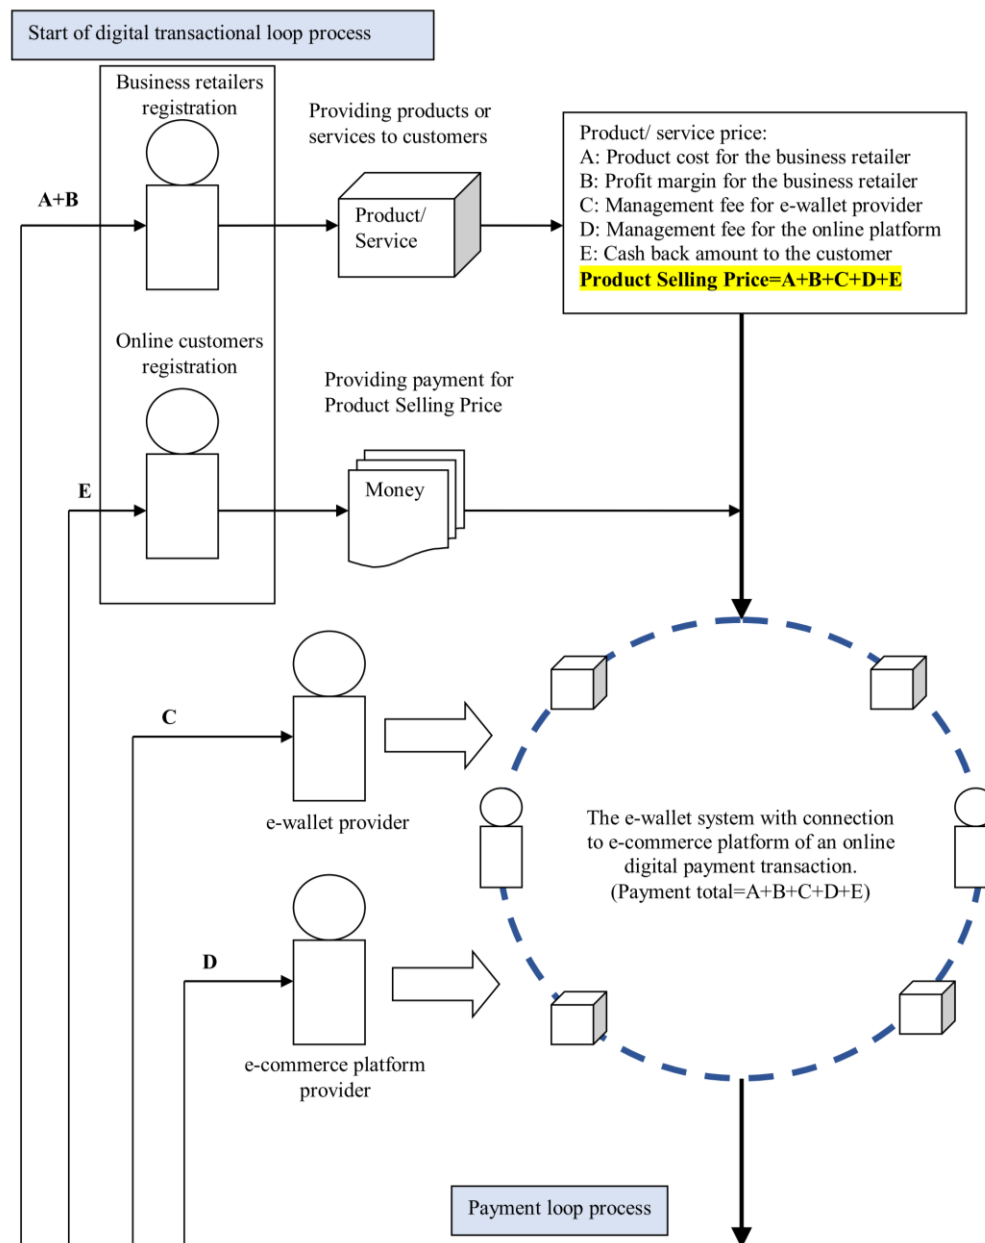 Start of digital transactional loop process
Business retailers
registration
Providing products or
services to customers
Product/ service price:
A: Product cost for the business retailer
B: Profit margin for the business retailer
C: Management fee for e-wallet provider
D: Management fee for the online platform
E: Cash back amount to the customer
Product Selling Price=A+B+C+D+E
A+B
Product/
Service
Online customers
registration
Providing payment for
Product Selling Price
E
Money
C
e-wallet provider
The e-wallet system with connection
to e-commerce platform of an online
digital payment transaction.
(Payment total=A+B+C+D+E)
D
e-commerce platform
provider
Payment loop process